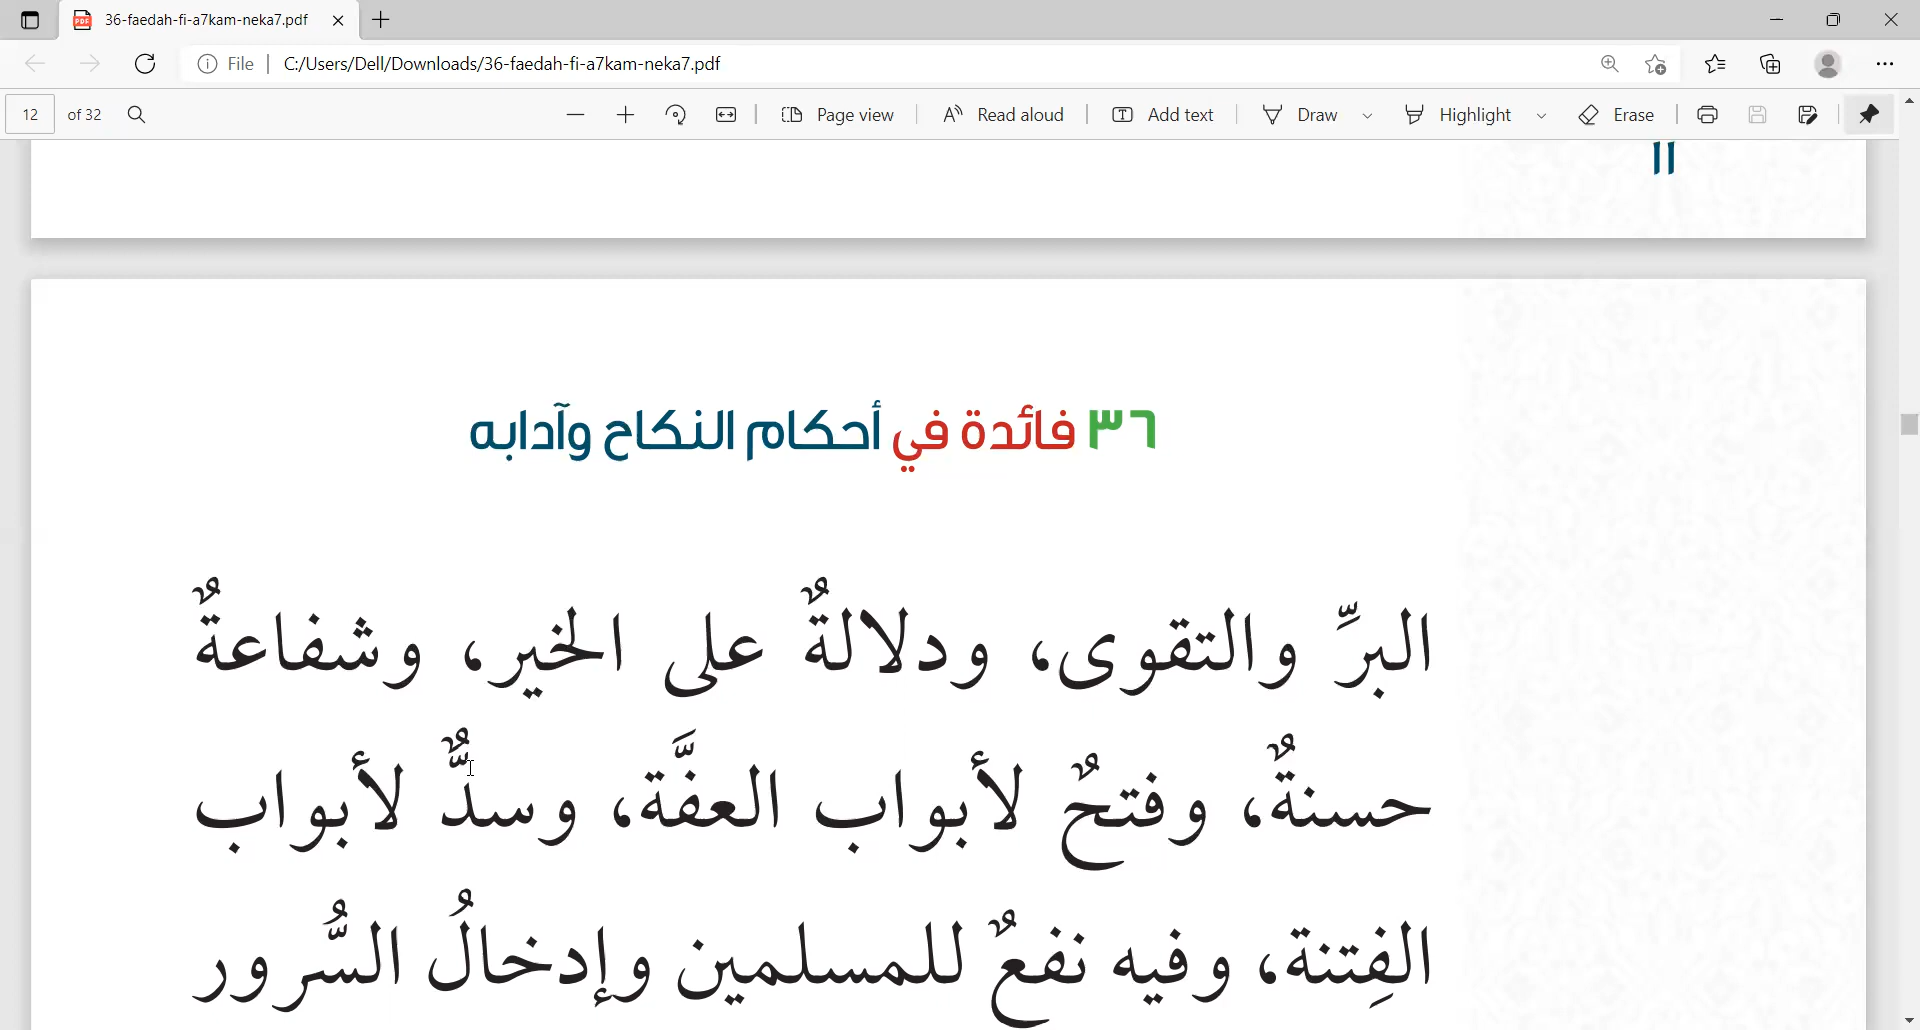 36-faedah-fi-a7kam-neka7.pdf
File C:/Users/Dell/Downloads/36-faedah-fi-a7kam-neka7.pdf
12 of 32 Page view Read aloud Add text Draw Highlight Erase
١١
٣٦ فائدة في أحكام النكاح وآدابه
البرِّ والتقوى، ودلالةٌ على الخير، وشفاعةٌ
حسنةٌ، وفتحٌ لأبواب العفَّة، وسدٌّ لأبواب
الفِتنة، وفيه نفعٌ للمسلمين وإدخالُ السُّرور